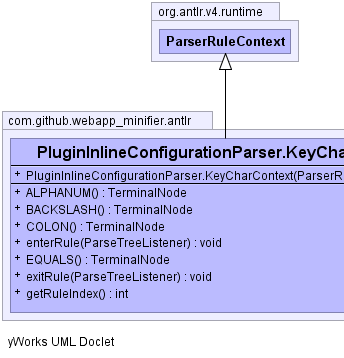 org.antlr.v4.runtime
ParserRuleContext
com.github.webapp_minifier.antlr
PluginInlineConfigurationParser.KeyCha
+ PluginInlineConfigurationParser.KeyCharContext(ParserR
+ ALPHANUM() : TerminalNode
+ BACKSLASH() : TerminalNode
+ COLON() : TerminalNode
+ enterRule(ParseTreeListener) : void
+ EQUALS() : TerminalNode
+ exitRule(ParseTreeListener) : void
+ getRuleIndex() : int
yWorks UML Doclet